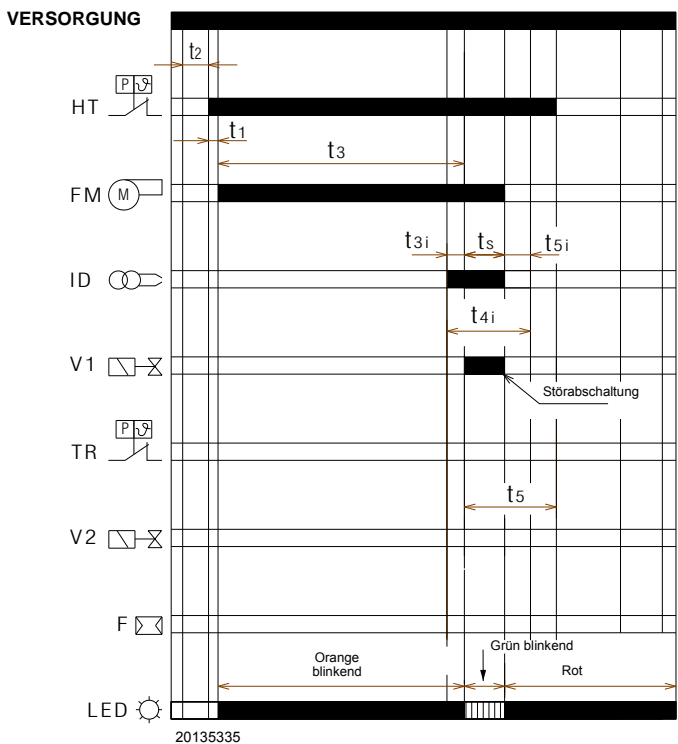 VERSORGUNG
t2
P ϑ
HT
t1
t3
FM M
t3i ts t5i
ID
t4i
V1
Störabschaltung
P ϑ
TR
t5
V2
F
Grün blinkend
Orange
blinkend
Rot
LED
20135335